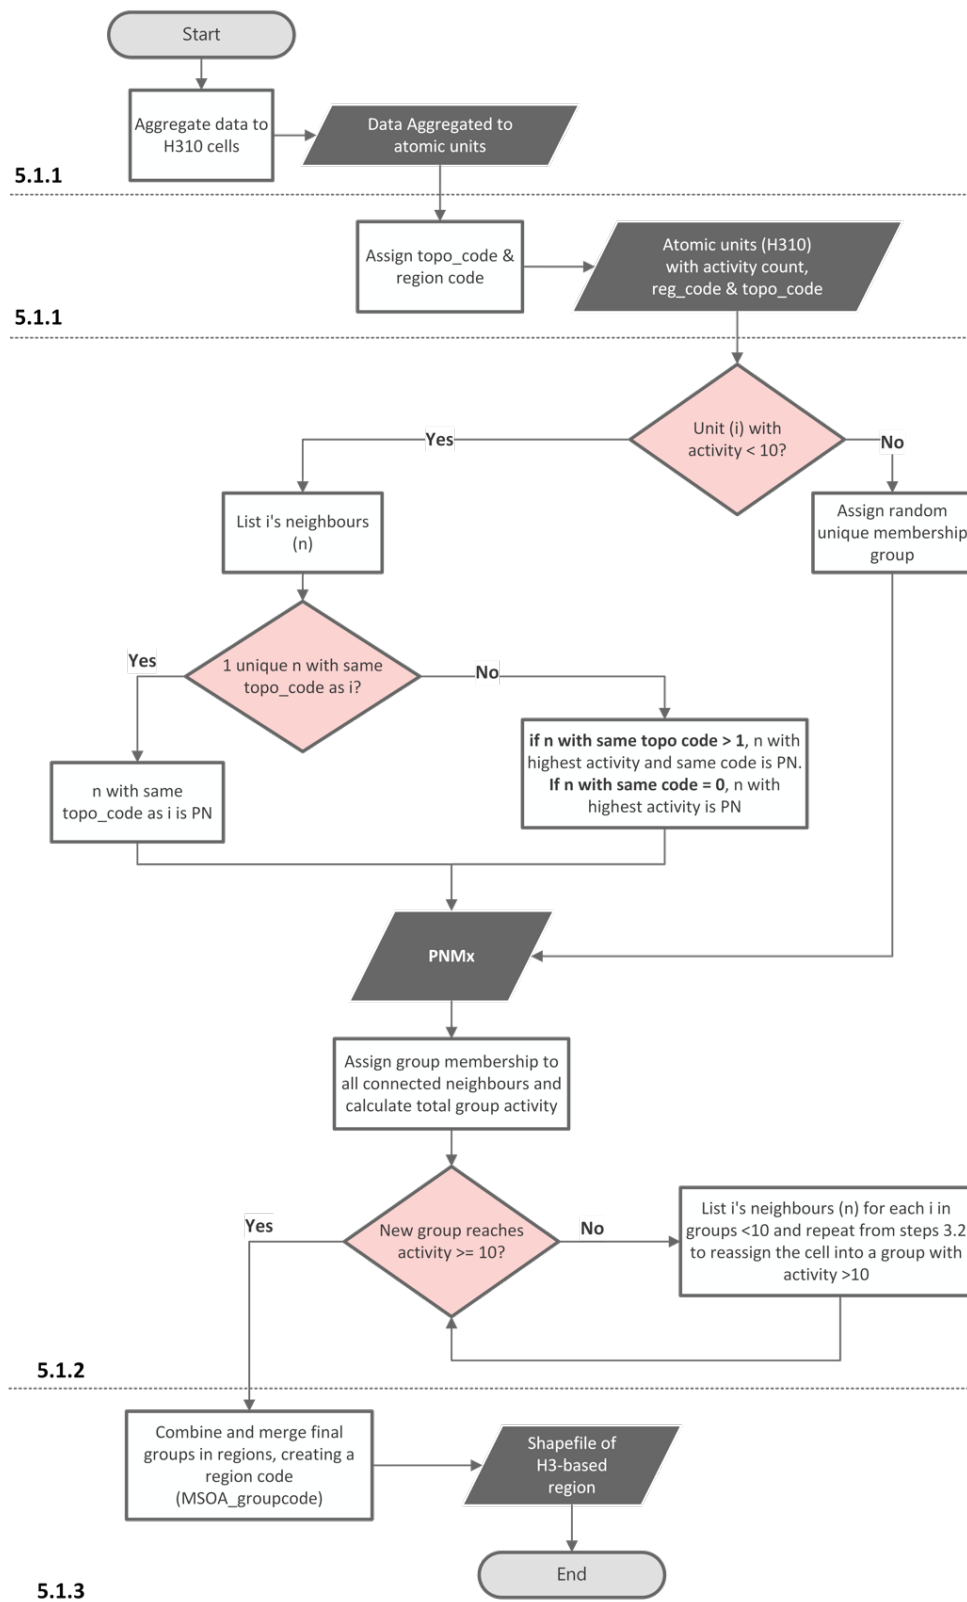 Start
Aggregate data to
H310 cells
Data Aggregated to
atomic units
5.1.1
Assign topo_code &
region code
Atomic units (H310)
with activity count,
reg_code & topo_code
5.1.1
Unit (i) with
activity < 10?
Yes
No
List i's neighbours
(n)
Assign random
unique membership
group
1 unique n with same
topo_code as i?
Yes
No
n with same
topo_code as i is PN
if n with same topo code > 1, n with
highest activity and same code is PN.
If n with same code = 0, n with
highest activity is PN
PNMx
Assign group membership to
all connected neighbours and
calculate total group activity
New group reaches
activity >= 10?
Yes
No
List i's neighbours (n) for each i in
groups <10 and repeat from steps 3.2
to reassign the cell into a group with
activity >10
5.1.2
Combine and merge final
groups in regions, creating a
region code
(MSOA_groupcode)
Shapefile of
H3-based
region
End
5.1.3